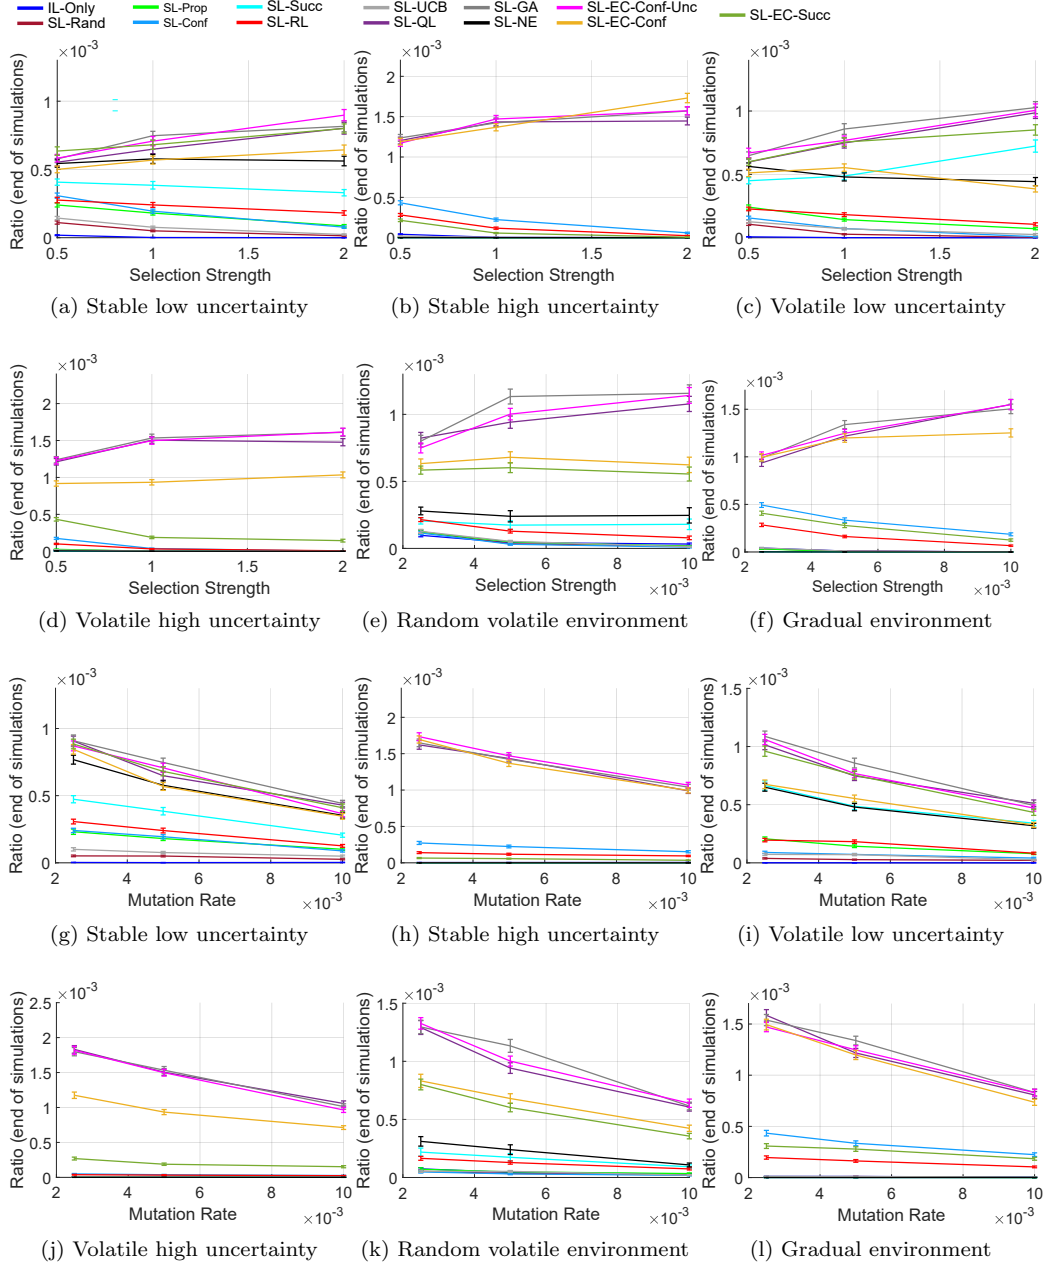 IL-Only SL-Prop SL-Succ SL-UCB SL-GA SL-EC-Conf-Unc SL-EC-Succ
SL-Rand SL-Conf SL-RL SL-QL SL-NE SL-EC-Conf
×10⁻³ ×10⁻³ ×10⁻³
Ratio (end of simulations) 1 0.5 0
Ratio (end of simulations) 2 1.5 1 0.5 0
Ratio (end of simulations) 1 0.5 0
0.5 1 1.5 2 0.5 1 1.5 2 0.5 1 1.5 2
Selection Strength Selection Strength Selection Strength
(a) Stable low uncertainty (b) Stable high uncertainty (c) Volatile low uncertainty
×10⁻³ ×10⁻³ ×10⁻³
Ratio (end of simulations) 2 1.5 1 0.5 0
Ratio (end of simulations) 1 0.5 0
Ratio (end of simulations) 1.5 1 0.5 0
0.5 1 1.5 2 2 4 6 8 10 2 4 6 8 10
Selection Strength Selection Strength ×10⁻³ Selection Strength ×10⁻³
(d) Volatile high uncertainty (e) Random volatile environment (f) Gradual environment
×10⁻³ ×10⁻³ ×10⁻³
Ratio (end of simulations) 1 0.5 0
Ratio (end of simulations) 2 1.5 1 0.5 0
Ratio (end of simulations) 1.5 1 0.5 0
2 4 6 8 10 2 4 6 8 10 2 4 6 8 10
Mutation Rate ×10⁻³ Mutation Rate ×10⁻³ Mutation Rate ×10⁻³
(g) Stable low uncertainty (h) Stable high uncertainty (i) Volatile low uncertainty
×10⁻³ ×10⁻³ ×10⁻³
Ratio (end of simulations) 2.5 2 1.5 1 0.5 0
Ratio (end of simulations) 1.5 1 0.5 0
Ratio (end of simulations) 1.5 1 0.5 0
2 4 6 8 10 2 4 6 8 10 2 4 6 8 10
Mutation Rate ×10⁻³ Mutation Rate ×10⁻³ Mutation Rate ×10⁻³
(j) Volatile high uncertainty (k) Random volatile environment (l) Gradual environment